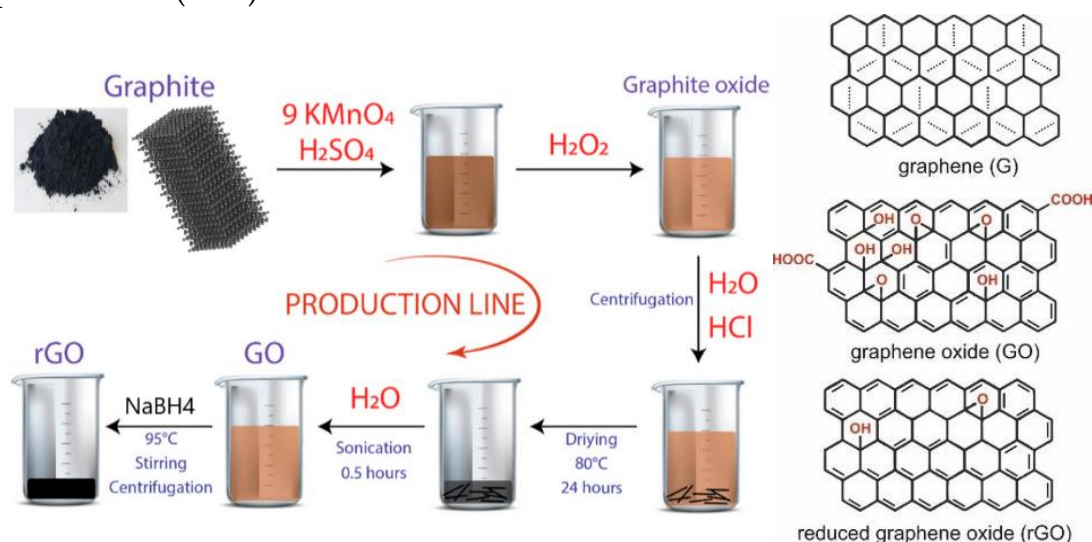 Graphite
9 KMnO₄
H₂SO₄
H₂O₂
Graphite oxide
Centrifugation
H₂O
HCl
PRODUCTION LINE
Driying
80°C
24 hours
H₂O
Sonication
0.5 hours
GO
NaBH4
95°C
Stirring
Centrifugation
rGO
graphene (G)
COOH
OH
O
O
OH
OH
HOOC
O
OH
graphene oxide (GO)
O
OH
reduced graphene oxide (rGO)